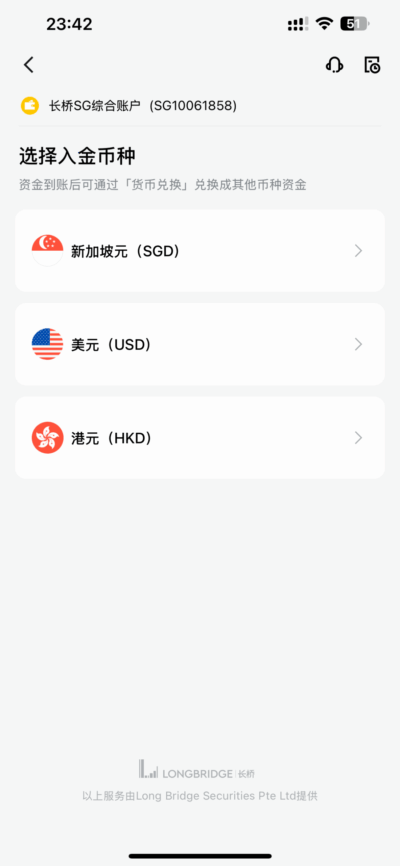 23:42
51
长桥SG综合账户（SG10061858）
选择入金币种
资金到账后可通过「货币兑换」兑换成其他币种资金
新加坡元（SGD）
美元（USD）
港元（HKD）
LONGBRIDGE 长桥
以上服务由Long Bridge Securities Pte Ltd提供